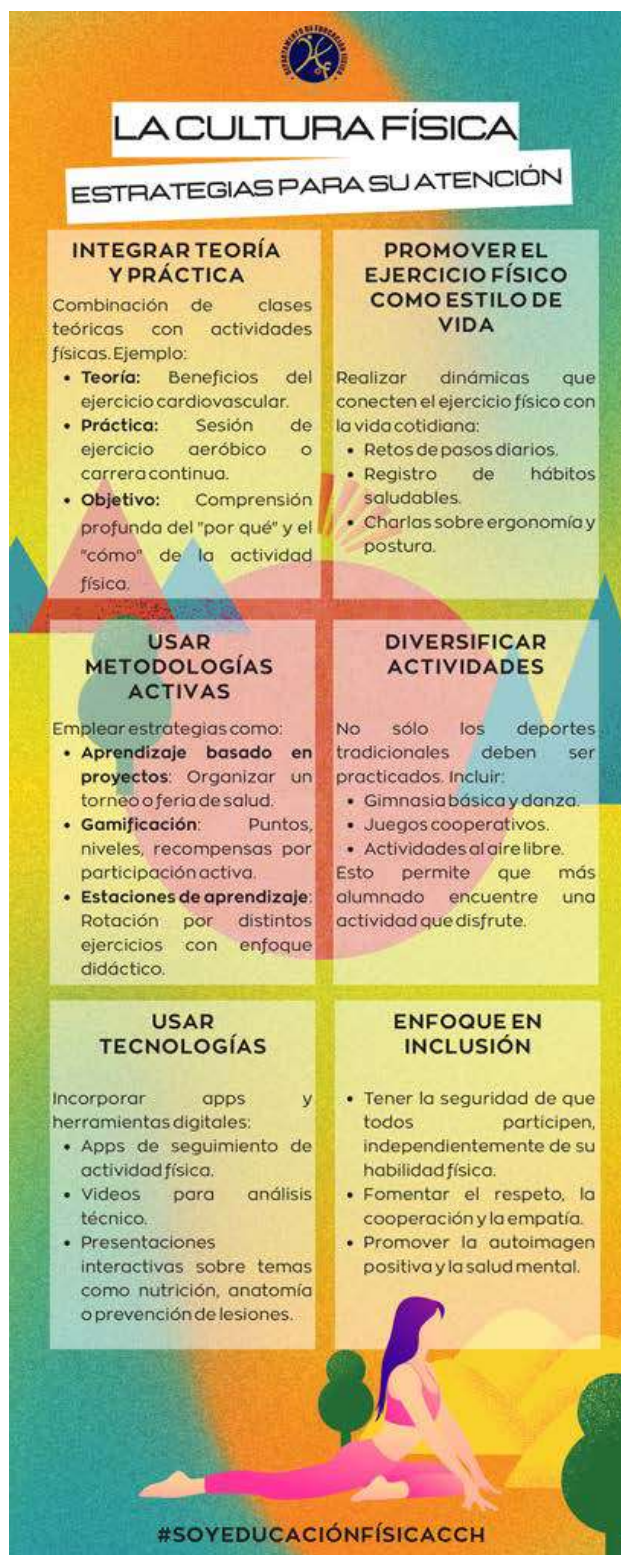 DEPARTAMENTO DE EDUCACIÓN FÍSICA
LA CULTURA FÍSICA
ESTRATEGIAS PARA SU ATENCIÓN
INTEGRAR TEORÍA
Y PRÁCTICA
Combinación de clases
teóricas con actividades
físicas. Ejemplo:
• Teoría: Beneficios del
ejercicio cardiovascular.
• Práctica: Sesión de
ejercicio aeróbico o
carrera continua.
• Objetivo: Comprensión
profunda del "por qué" y el
"cómo" de la actividad
física.
PROMOVER EL
EJERCICIO FÍSICO
COMO ESTILO DE
VIDA
Realizar dinámicas que
conecten el ejercicio físico con
la vida cotidiana:
• Retos de pasos diarios.
• Registro de hábitos
saludables.
• Charlas sobre ergonomía y
postura.
USAR
METODOLOGÍAS
ACTIVAS
Emplear estrategias como:
• Aprendizaje basado en
proyectos: Organizar un
torneo o feria de salud.
• Gamificación: Puntos,
niveles, recompensas por
participación activa.
• Estaciones de aprendizaje:
Rotación por distintos
ejercicios con enfoque
didáctico.
DIVERSIFICAR
ACTIVIDADES
No sólo los deportes
tradicionales deben ser
practicados. Incluir:
• Gimnasia básica y danza.
• Juegos cooperativos.
• Actividades al aire libre.
Esto permite que más
alumnado encuentre una
actividad que disfrute.
USAR
TECNOLOGÍAS
Incorporar apps y
herramientas digitales:
• Apps de seguimiento de
actividad física.
• Videos para análisis
técnico.
• Presentaciones
interactivas sobre temas
como nutrición, anatomía
o prevención de lesiones.
ENFOQUE EN
INCLUSIÓN
• Tener la seguridad de que
todos participen,
independientemente de su
habilidad física.
• Fomentar el respeto, la
cooperación y la empatía.
• Promover la autoimagen
positiva y la salud mental.
#SOYEDUCACIÓNFÍSICACCH